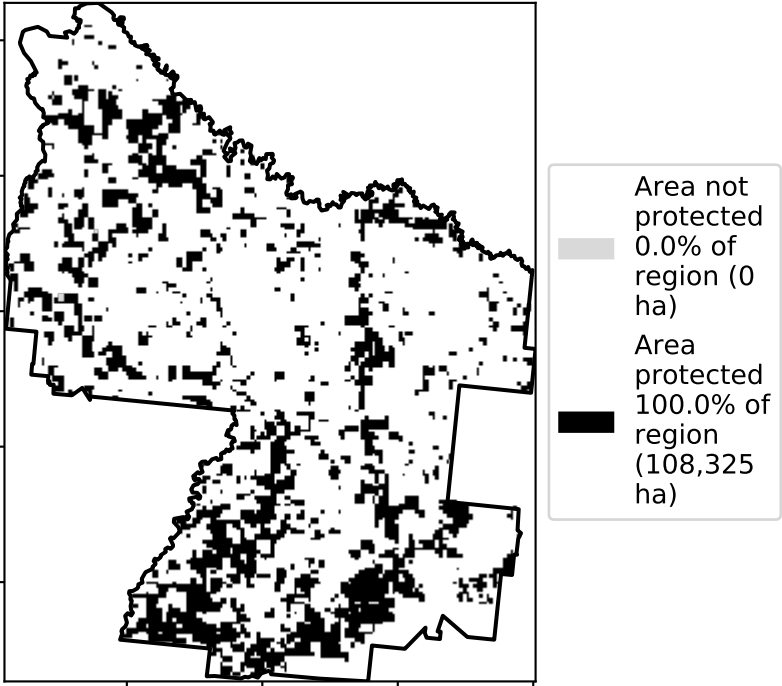 Area not
protected
0.0% of
region (0
ha)
Area
protected
100.0% of
region
(108,325
ha)